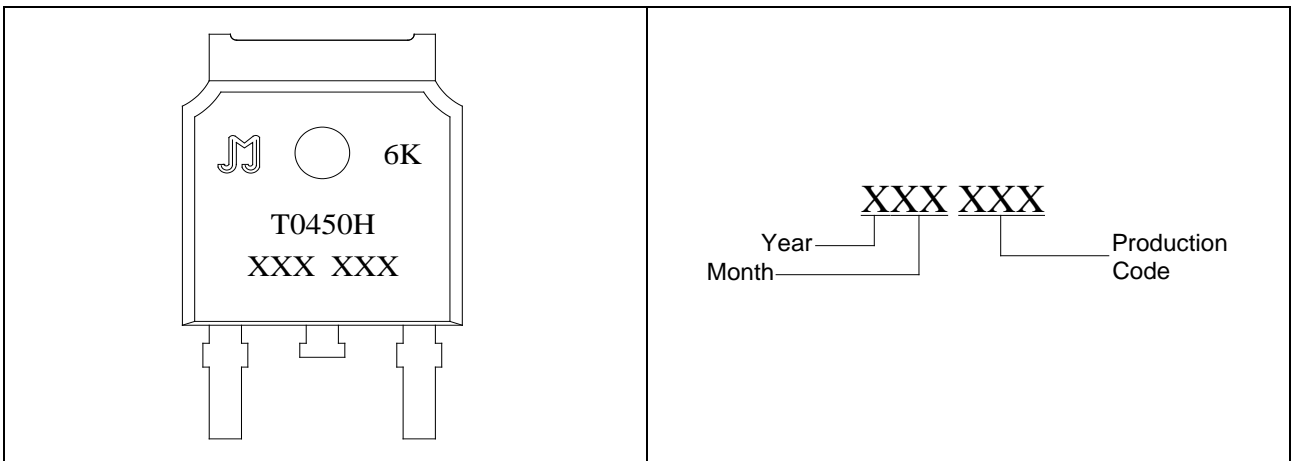 JJ 6K
T0450H
XXX XXX
XXX XXX
Year
Month
Production
Code